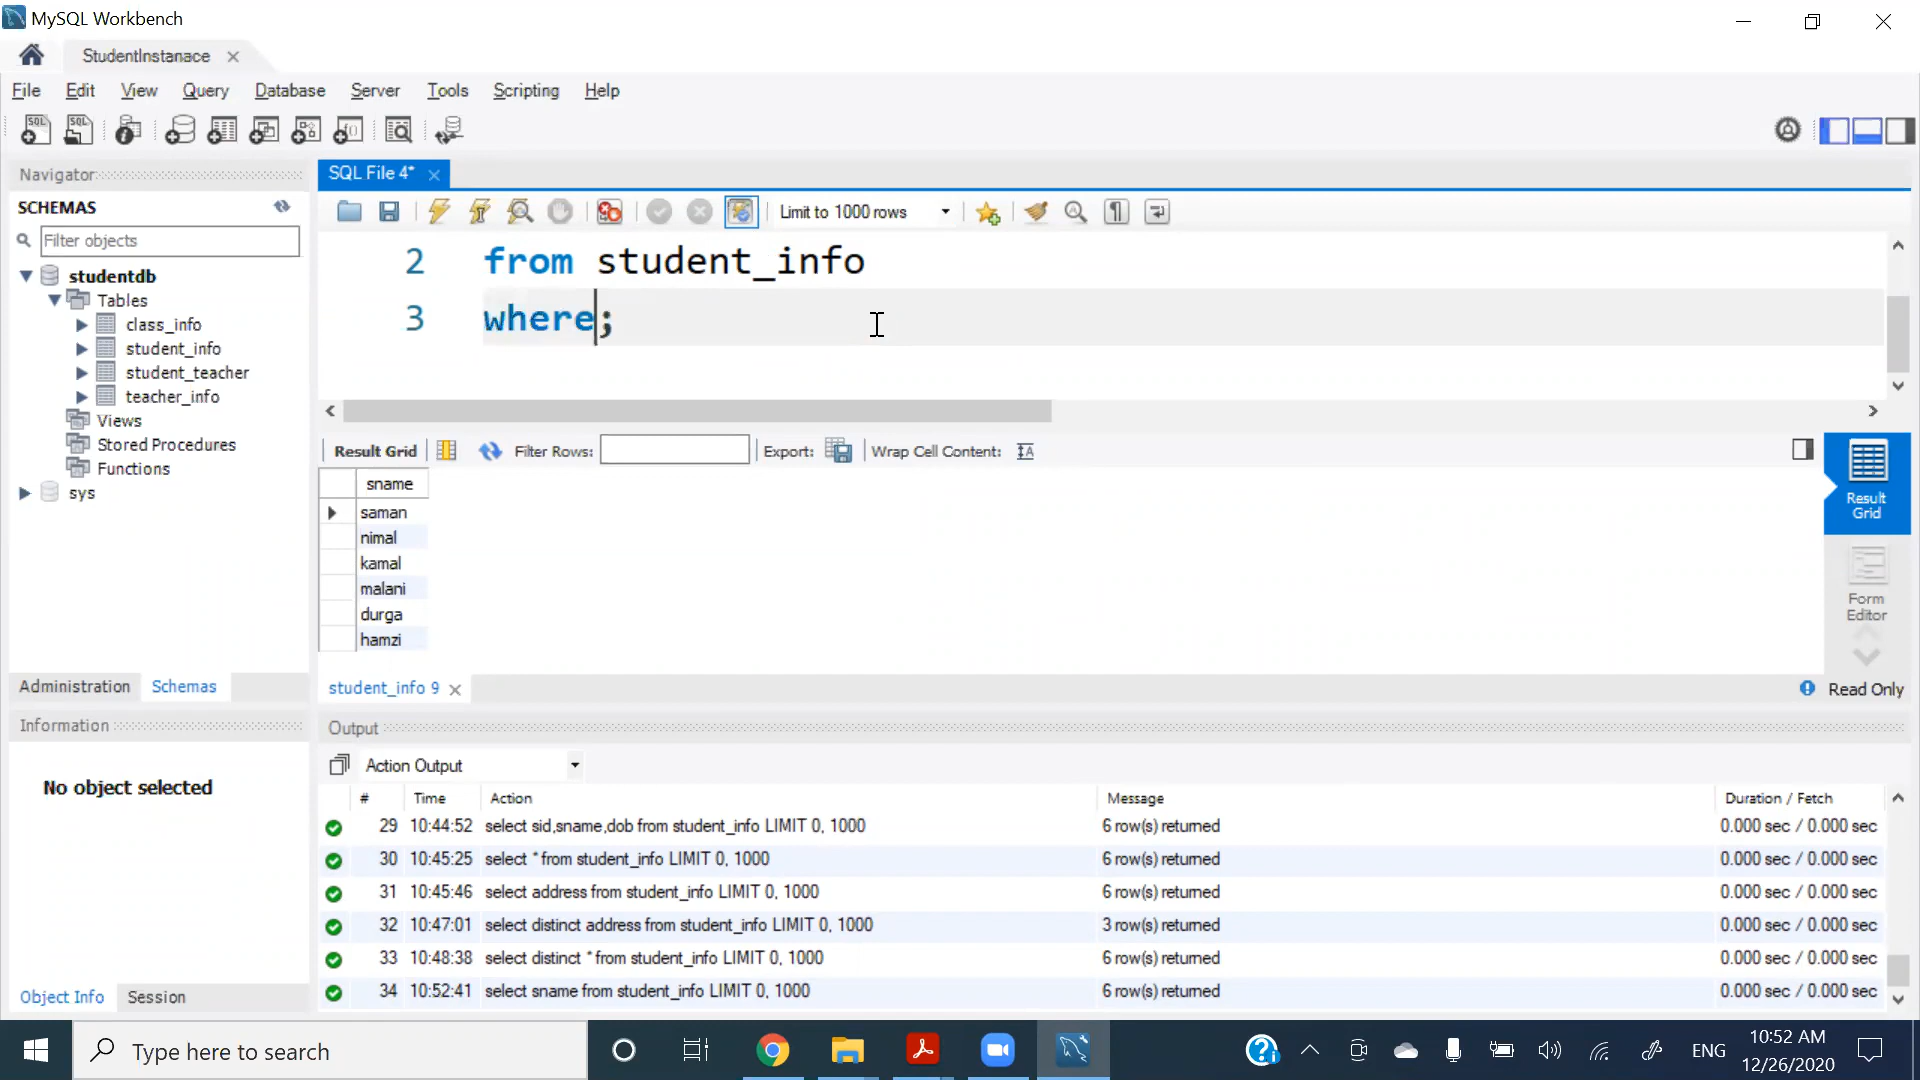 MySQL Workbench
StudentInstanace
File Edit View Query Database Server Tools Scripting Help
Navigator
SCHEMAS
Filter objects
studentdb
Tables
class_info
student_info
student_teacher
teacher_info
Views
Stored Procedures
Functions
sys
Administration Schemas
Information
No object selected
Object Info Session
SQL File 4*
Limit to 1000 rows
2 from student_info
3 where;
Result Grid Filter Rows: Export: Wrap Cell Content:
sname
saman
nimal
kamal
malani
durga
hamzi
Result
Grid
Form
Editor
student_info 9
Read Only
Output
Action Output
# Time Action Message Duration / Fetch
29 10:44:52 select sid,sname,dob from student_info LIMIT 0, 1000 6 row(s) returned 0.000 sec / 0.000 sec
30 10:45:25 select * from student_info LIMIT 0, 1000 6 row(s) returned 0.000 sec / 0.000 sec
31 10:45:46 select address from student_info LIMIT 0, 1000 6 row(s) returned 0.000 sec / 0.000 sec
32 10:47:01 select distinct address from student_info LIMIT 0, 1000 3 row(s) returned 0.000 sec / 0.000 sec
33 10:48:38 select distinct * from student_info LIMIT 0, 1000 6 row(s) returned 0.000 sec / 0.000 sec
34 10:52:41 select sname from student_info LIMIT 0, 1000 6 row(s) returned 0.000 sec / 0.000 sec
Type here to search
ENG
10:52 AM
12/26/2020